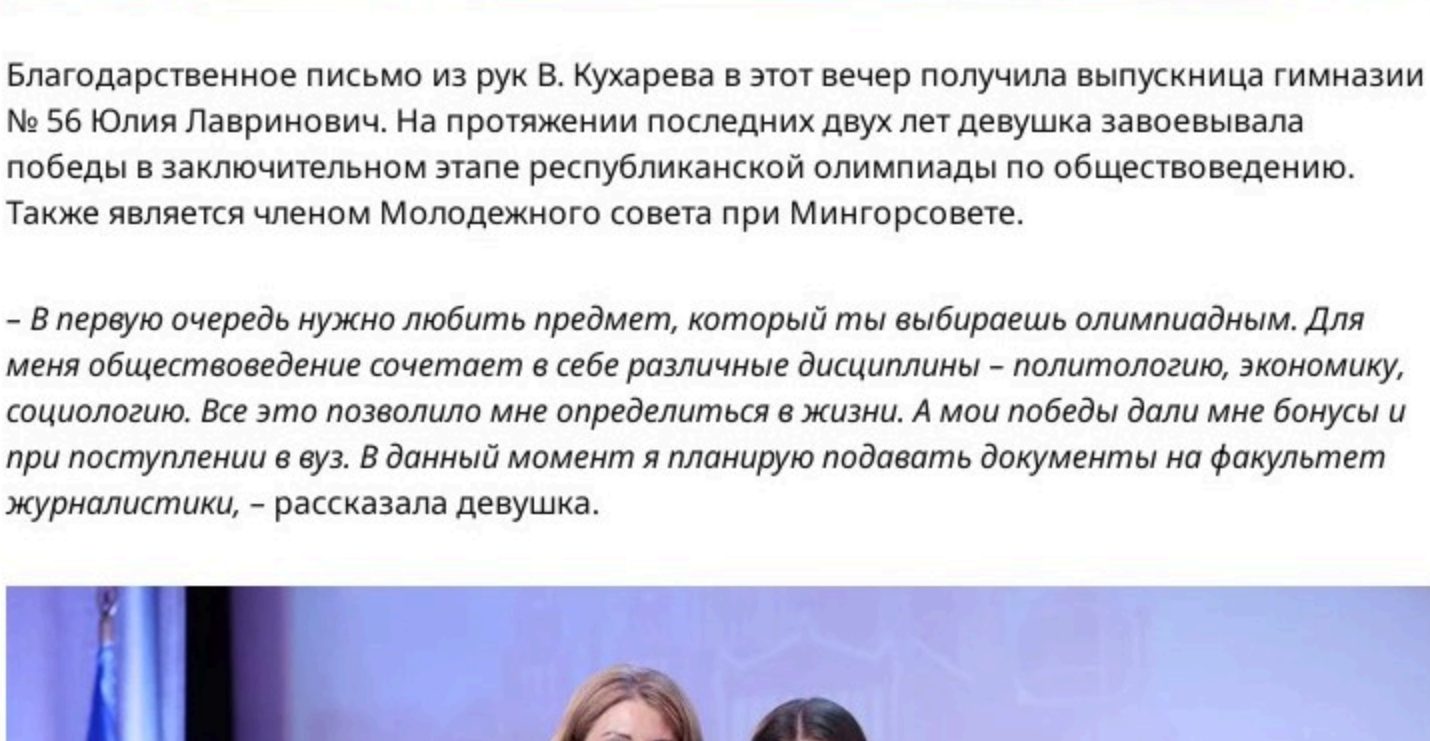 Благодарственное письмо из рук В. Кухарева в этот вечер получила выпускница гимназии
№ 56 Юлия Лавринович. На протяжении последних двух лет девушка завоевывала
победы в заключительном этапе республиканской олимпиады по обществоведению.
Также является членом Молодежного совета при Мингорсовете.
– В первую очередь нужно любить предмет, который ты выбираешь олимпиадным. Для
меня обществоведение сочетает в себе различные дисциплины – политологию, экономику,
социологию. Все это позволило мне определиться в жизни. А мои победы дали мне бонусы и
при поступлении в вуз. В данный момент я планирую подавать документы на факультет
журналистики, – рассказала девушка.